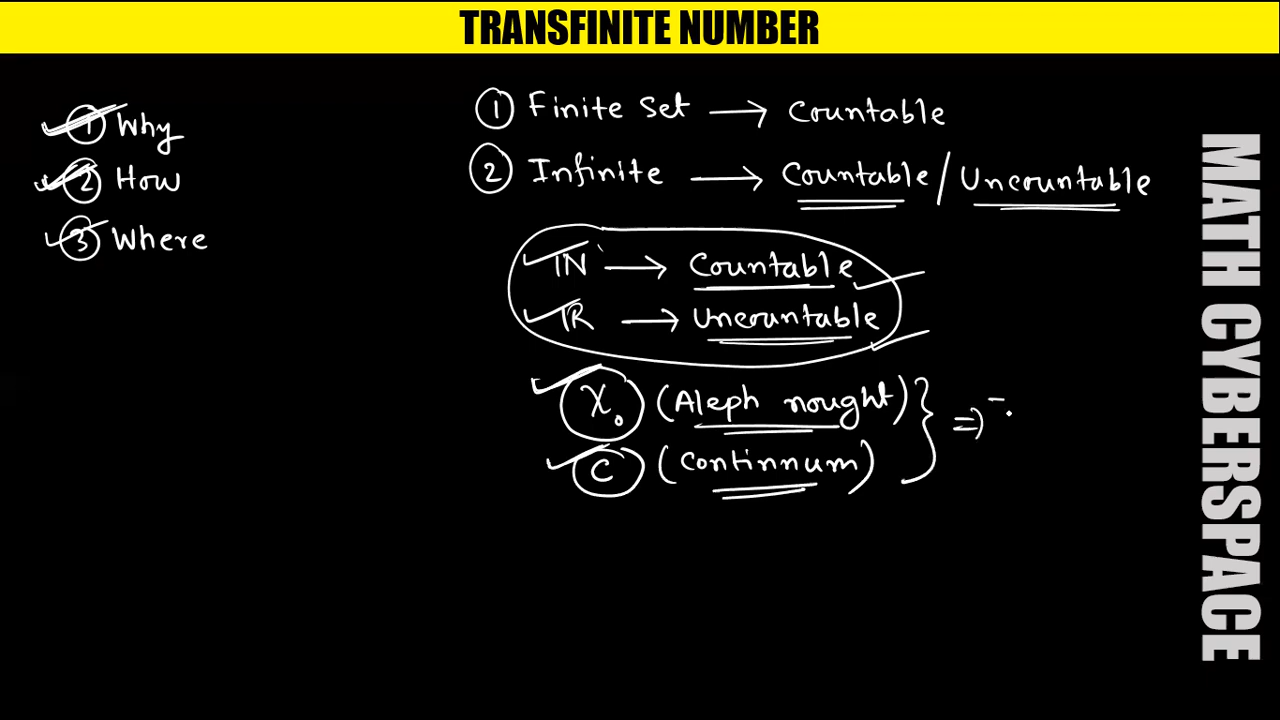 TRANSFINITE NUMBER
① Why
② How
③ Where
① Finite Set → Countable
② Infinite → Countable / Uncountable
ℕ → Countable
ℝ → Uncountable
χ₀ (Aleph nought)
C (Continnum)
} ⇒
MATH CYBERSPACE